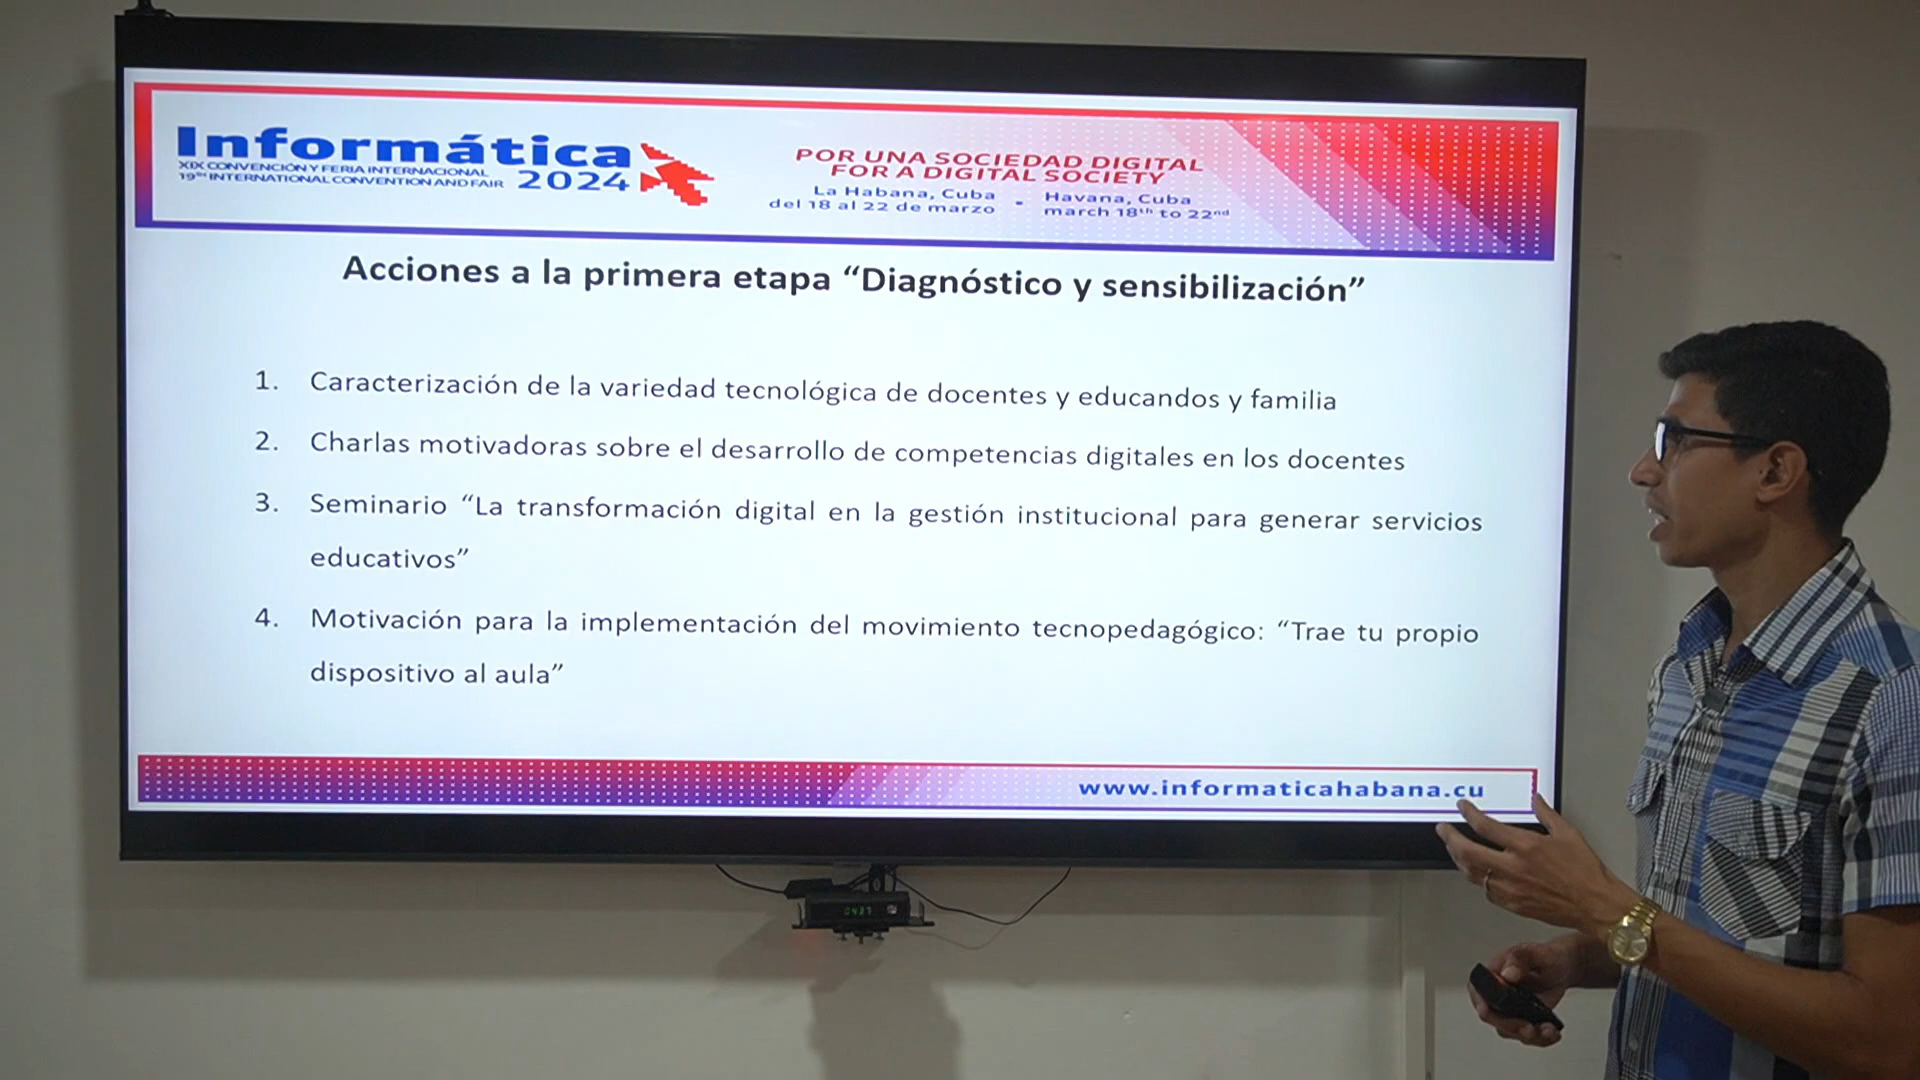 Informática
XIX CONVENCIÓN Y FERIA INTERNACIONAL
19TH INTERNATIONAL CONVENTION AND FAIR 2024
POR UNA SOCIEDAD DIGITAL
FOR A DIGITAL SOCIETY
La Habana, Cuba - Havana, Cuba
del 18 al 22 de marzo march 18th to 22nd
Acciones a la primera etapa “Diagnóstico y sensibilización”
1. Caracterización de la variedad tecnológica de docentes y educandos y familia
2. Charlas motivadoras sobre el desarrollo de competencias digitales en los docentes
3. Seminario “La transformación digital en la gestión institucional para generar servicios
educativos”
4. Motivación para la implementación del movimiento tecnopedagógico: “Trae tu propio
dispositivo al aula”
www.informaticahabana.cu